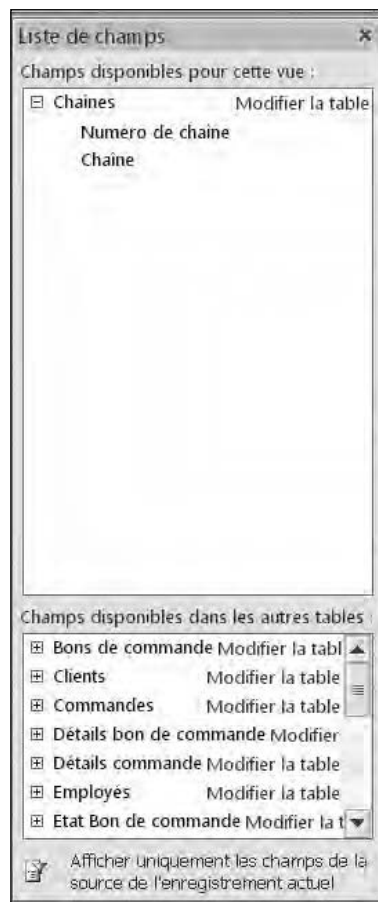 Liste de champs
Champs disponibles pour cette vue :
Chaines Modifier la table
Numéro de chaine
Chaîne
Champs disponibles dans les autres tables
Bons de commande Modifier la tabl
Clients Modifier la table
Commandes Modifier la table
Détails bon de commande Modifier
Détails commande Modifier la table
Employés Modifier la table
Etat Bon de commande Modifier la t
Afficher uniquement les champs de la
source de l'enregistrement actuel